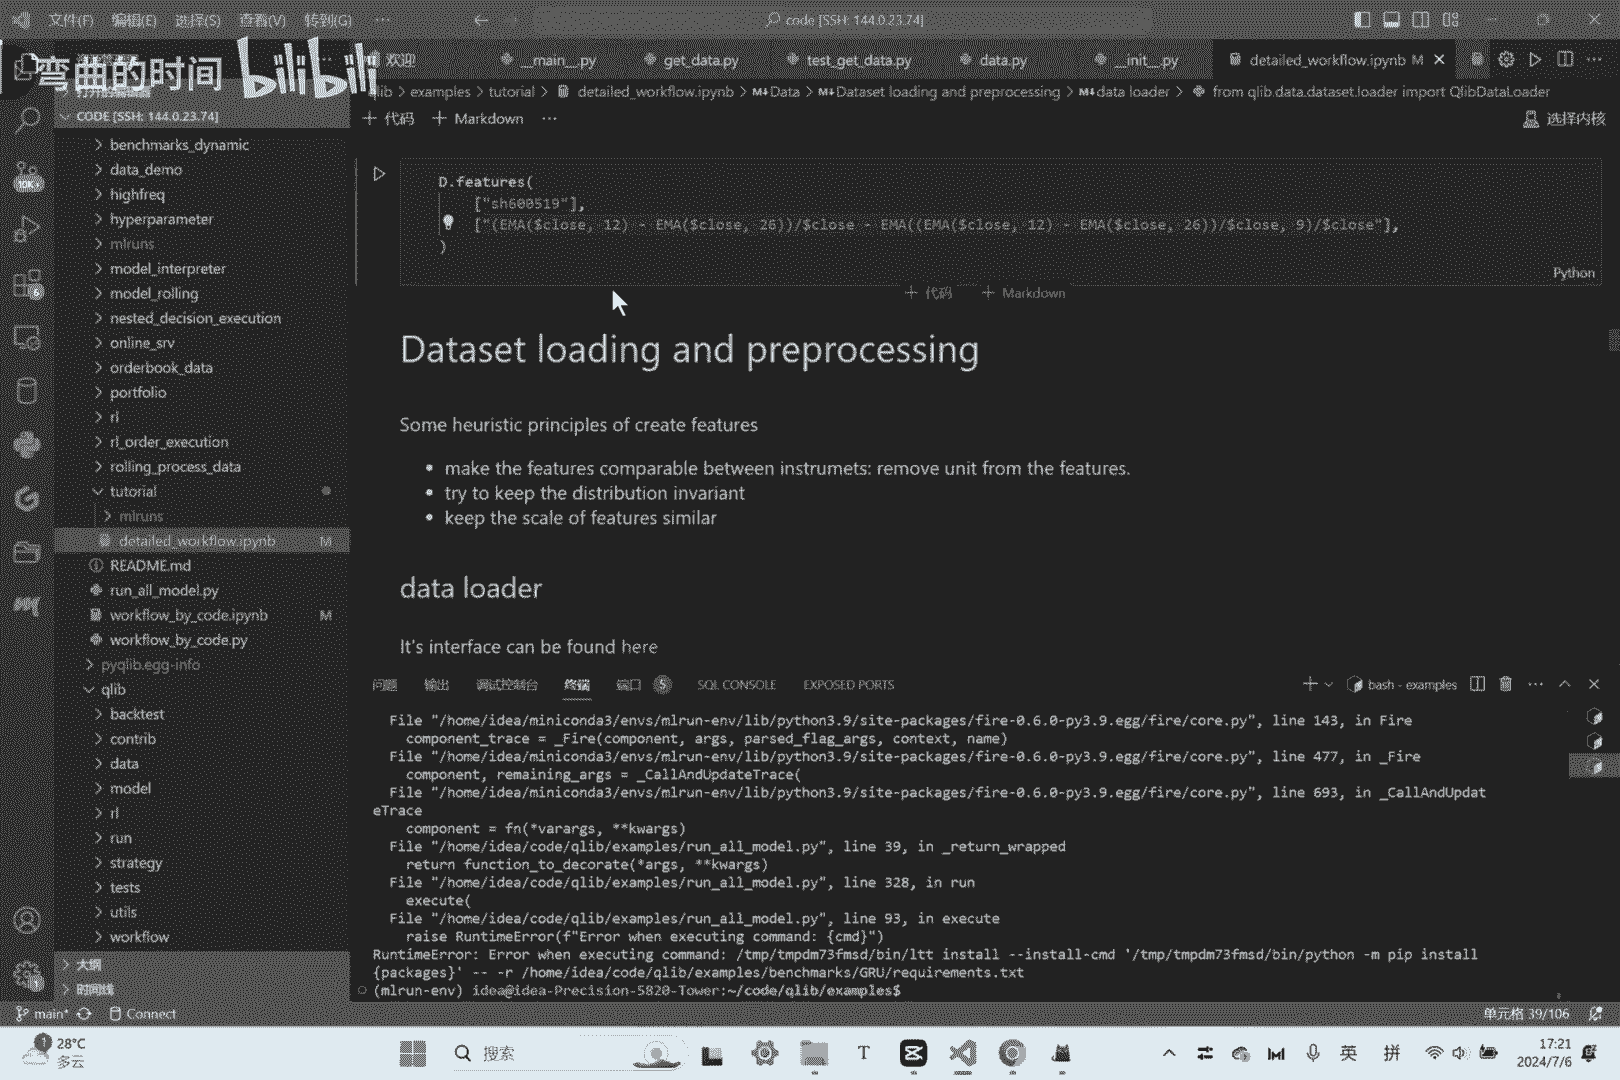 文件(F) 编辑(E) 选择(S) 查看(V) 转到(G) ··· code [SSH: 144.0.23.74]
弯曲的时间 bilibili
欢迎 __main__.py get_data.py test_get_data.py data.py __init__.py detailed_workflow.ipynb M
qlib > examples > tutorial > detailed_workflow.ipynb > M↓Data > M↓Dataset loading and preprocessing > M↓data loader > from qlib.data.dataset.loader import QlibDataLoader
CODE [SSH: 144.0.23.74]
+ 代码 + Markdown ··· 选择内核
benchmarks_dynamic
data_demo
highfreq
hyperparameter
mlruns
model_interpreter
model_rolling
nested_decision_execution
online_srv
orderbook_data
portfolio
rl
rl_order_execution
rolling_process_data
tutorial
mlruns
detailed_workflow.ipynb M
README.md
run_all_model.py
workflow_by_code.ipynb M
workflow_by_code.py
pyqlib.egg-info
qlib
backtest
contrib
data
model
rl
run
strategy
tests
utils
workflow
大纲
时间线
10K+
6
1
D.features(
["sh600519"],
["(EMA($close, 12) - EMA($close, 26))/$close - EMA((EMA($close, 12) - EMA($close, 26))/$close, 9)/$close"],
)
Python
+ 代码 + Markdown
Dataset loading and preprocessing
Some heuristic principles of create features
• make the features comparable between instrumets: remove unit from the features.
• try to keep the distribution invariant
• keep the scale of features similar
data loader
It's interface can be found here
问题 输出 调试控制台 终端 端口 5 SQL CONSOLE EXPOSED PORTS bash - examples
File "/home/idea/miniconda3/envs/mlrun-env/lib/python3.9/site-packages/fire-0.6.0-py3.9.egg/fire/core.py", line 143, in Fire
component_trace = _Fire(component, args, parsed_flag_args, context, name)
File "/home/idea/miniconda3/envs/mlrun-env/lib/python3.9/site-packages/fire-0.6.0-py3.9.egg/fire/core.py", line 477, in _Fire
component, remaining_args = _CallAndUpdateTrace(
File "/home/idea/miniconda3/envs/mlrun-env/lib/python3.9/site-packages/fire-0.6.0-py3.9.egg/fire/core.py", line 693, in _CallAndUpdat
eTrace
component = fn(*varargs, **kwargs)
File "/home/idea/code/qlib/examples/run_all_model.py", line 39, in _return_wrapped
return function_to_decorate(*args, **kwargs)
File "/home/idea/code/qlib/examples/run_all_model.py", line 328, in run
execute(
File "/home/idea/code/qlib/examples/run_all_model.py", line 93, in execute
raise RuntimeError(f"Error when executing command: {cmd}")
RuntimeError: Error when executing command: /tmp/tmpdm73fmsd/bin/ltt install --install-cmd '/tmp/tmpdm73fmsd/bin/python -m pip install
{packages}' -- -r /home/idea/code/qlib/examples/benchmarks/GRU/requirements.txt
(mlrun-env) idea@idea-Precision-5820-Tower:~/code/qlib/examples$
main* Connect 单元格 39/106
1 28°C
多云
搜索
英 拼
17:21
2024/7/6